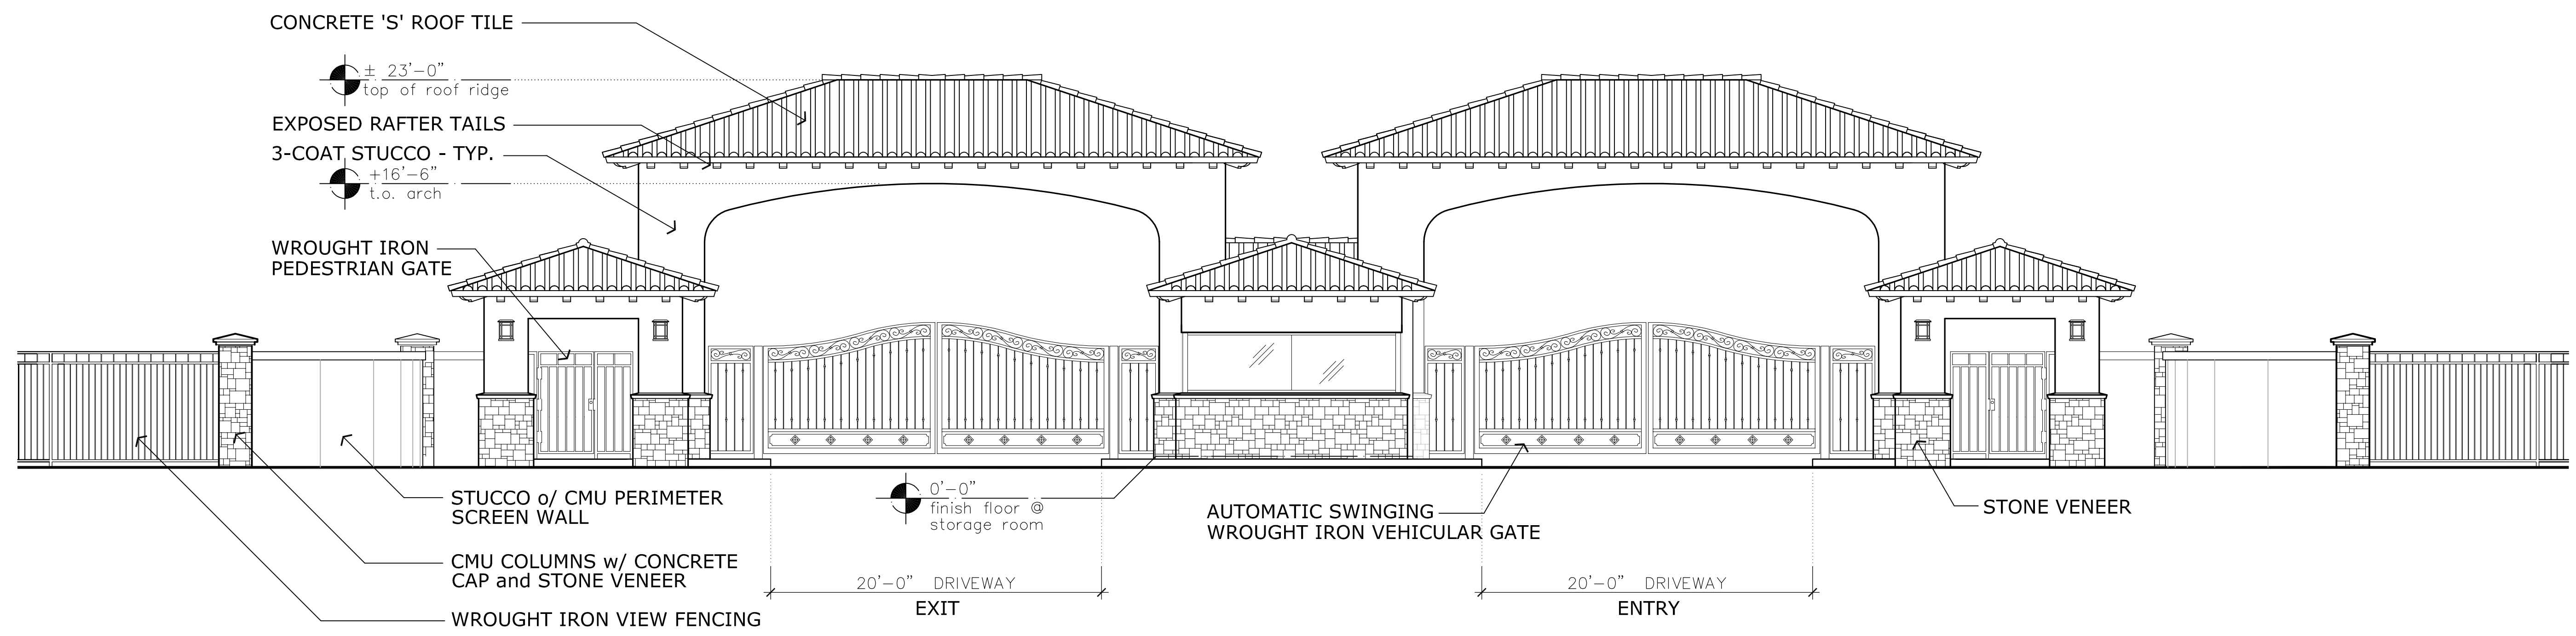 CONCRETE 'S' ROOF TILE
± 23'-0"
top of roof ridge
EXPOSED RAFTER TAILS
3-COAT STUCCO - TYP.
+16'-6"
t.o. arch
WROUGHT IRON
PEDESTRIAN GATE
STUCCO o/ CMU PERIMETER
SCREEN WALL
CMU COLUMNS w/ CONCRETE
CAP and STONE VENEER
WROUGHT IRON VIEW FENCING
0'-0"
finish floor @
storage room
20'-0" DRIVEWAY
EXIT
AUTOMATIC SWINGING
WROUGHT IRON VEHICULAR GATE
20'-0" DRIVEWAY
ENTRY
STONE VENEER